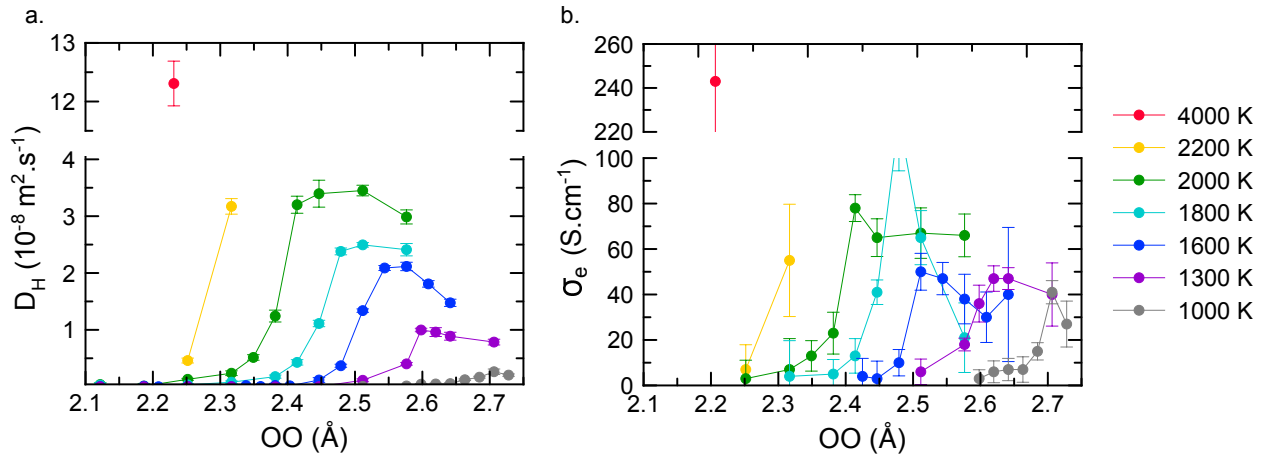 a.
13
12
4
3
2
1
D_H (10⁻⁸ m².s⁻¹)
2.1 2.2 2.3 2.4 2.5 2.6 2.7
OO (Å)
b.
260
240
220
100
80
60
40
20
0
σ_e (S.cm⁻¹)
2.1 2.2 2.3 2.4 2.5 2.6 2.7
OO (Å)
4000 K
2200 K
2000 K
1800 K
1600 K
1300 K
1000 K